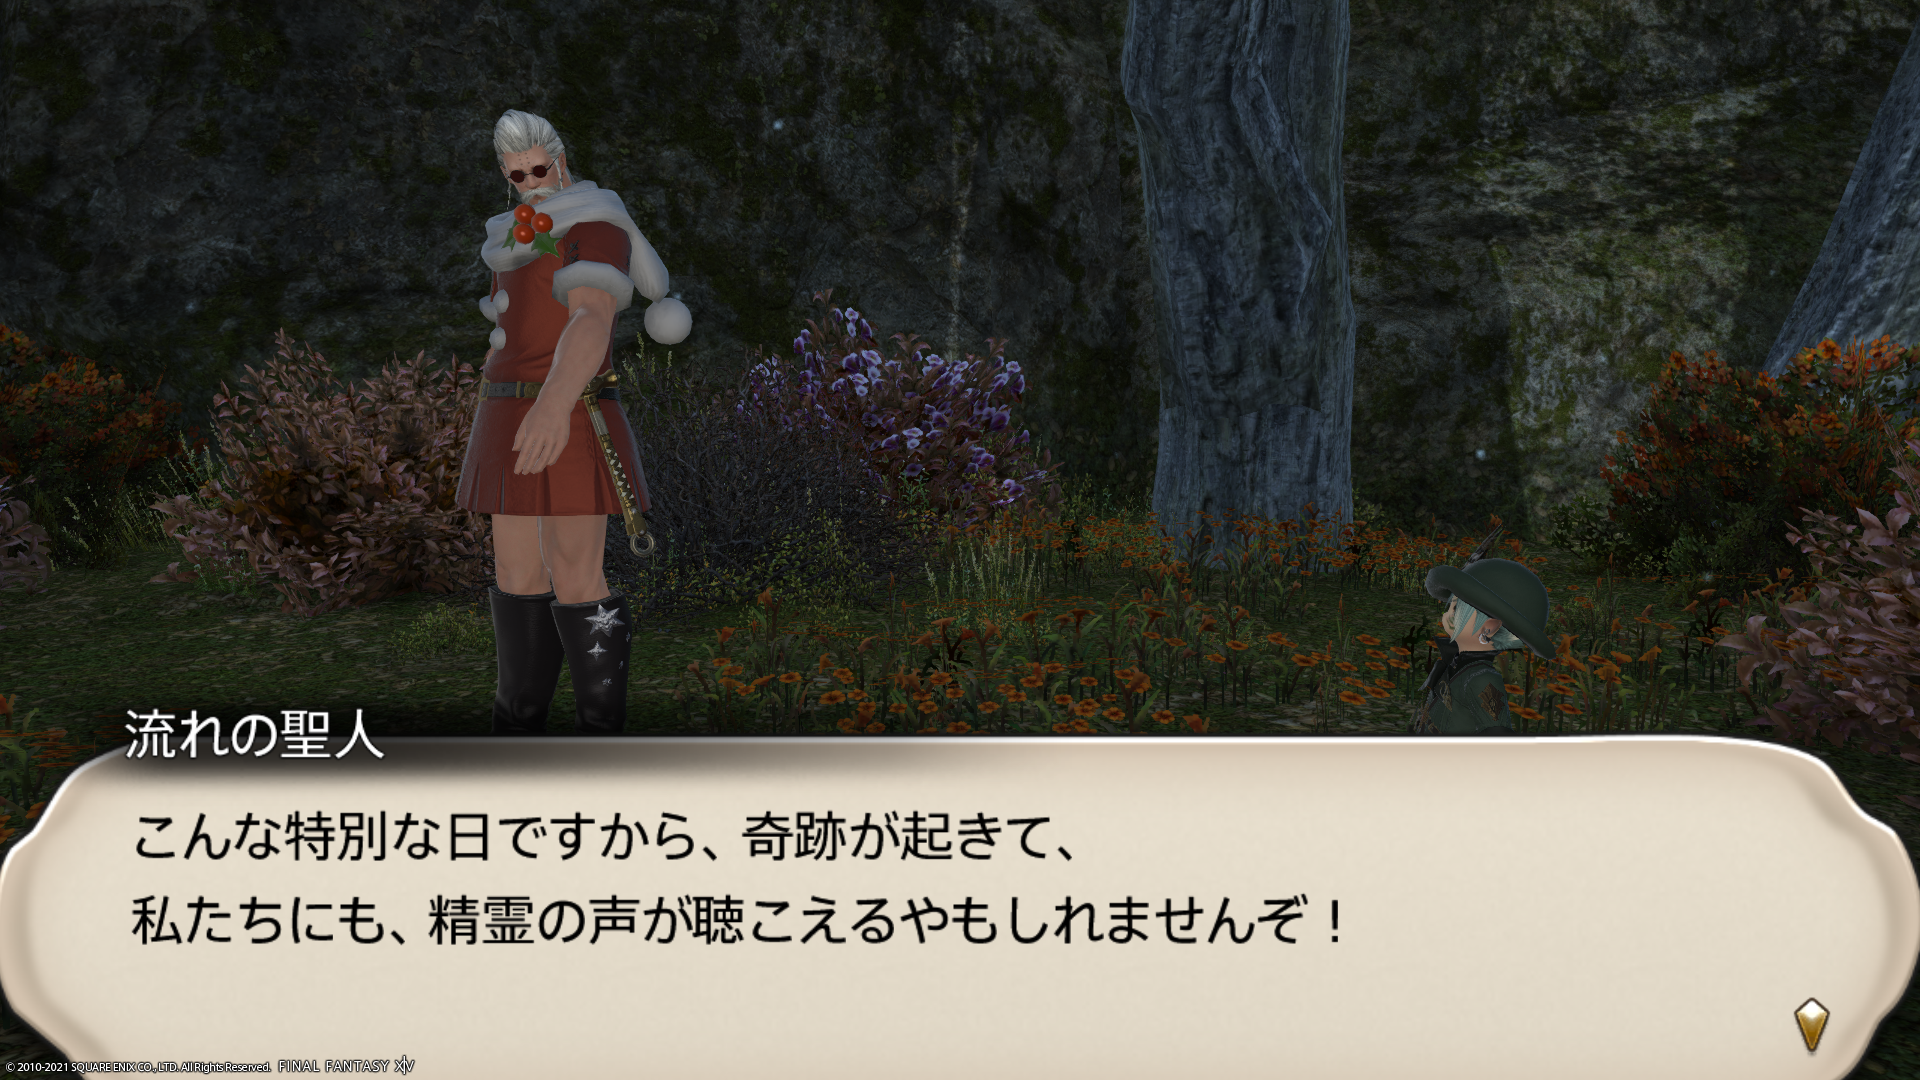 流れの聖人
こんな特別な日ですから、奇跡が起きて、
私たちにも、精霊の声が聴こえるやもしれませんぞ！
© 2010-2021 SQUARE ENIX CO., LTD. All Rights Reserved. FINAL FANTASY XIV